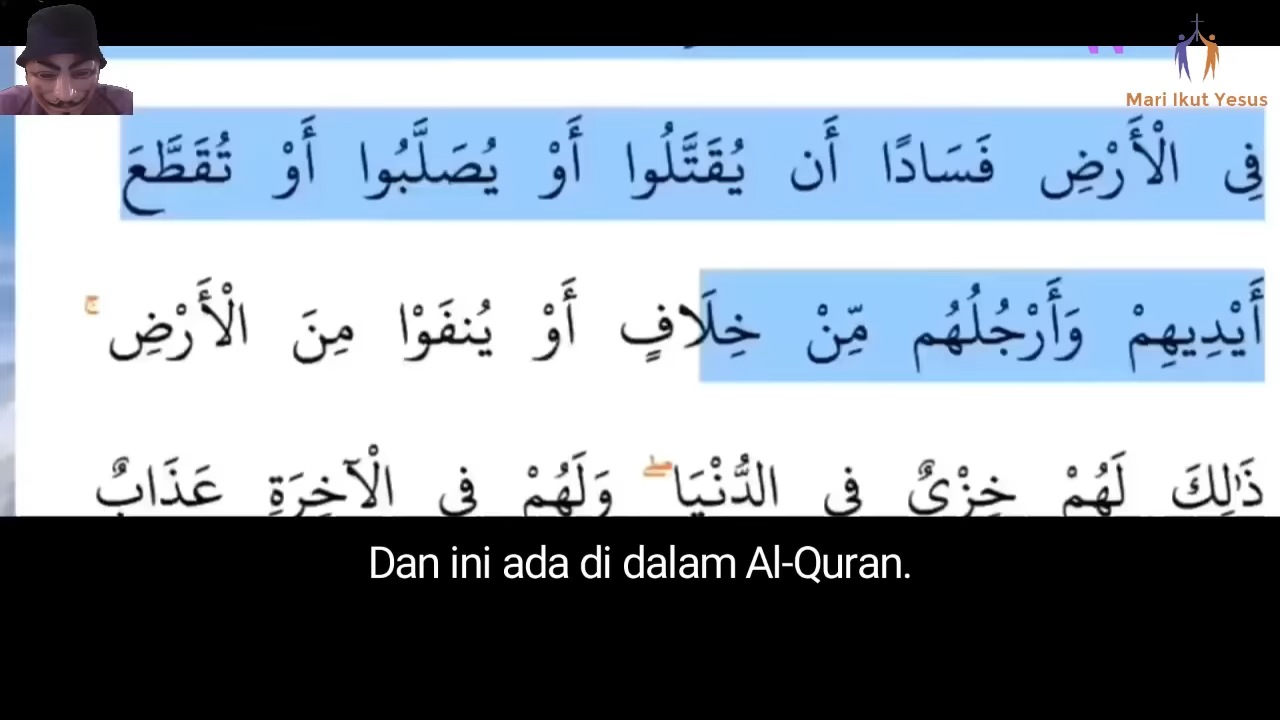 Mari Ikut Yesus
فِي الْأَرْضِ فَسَادًا أَن يُقَتَّلُوا أَوْ يُصَلَّبُوا أَوْ تُقَطَّعَ
أَيْدِيهِمْ وَأَرْجُلُهُم مِّنْ خِلَافٍ أَوْ يُنفَوْا مِنَ الْأَرْضِ ۚ
ذَٰلِكَ لَهُمْ خِزْيٌ فِي الدُّنْيَا ۖ وَلَهُمْ فِي الْآخِرَةِ عَذَابٌ
Dan ini ada di dalam Al-Quran.